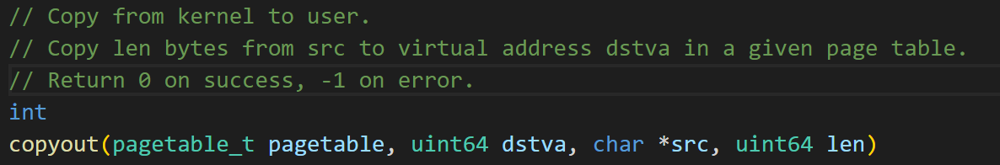 // Copy from kernel to user.
// Copy len bytes from src to virtual address dstva in a given page table.
// Return 0 on success, -1 on error.
int
copyout(pagetable_t pagetable, uint64 dstva, char *src, uint64 len)